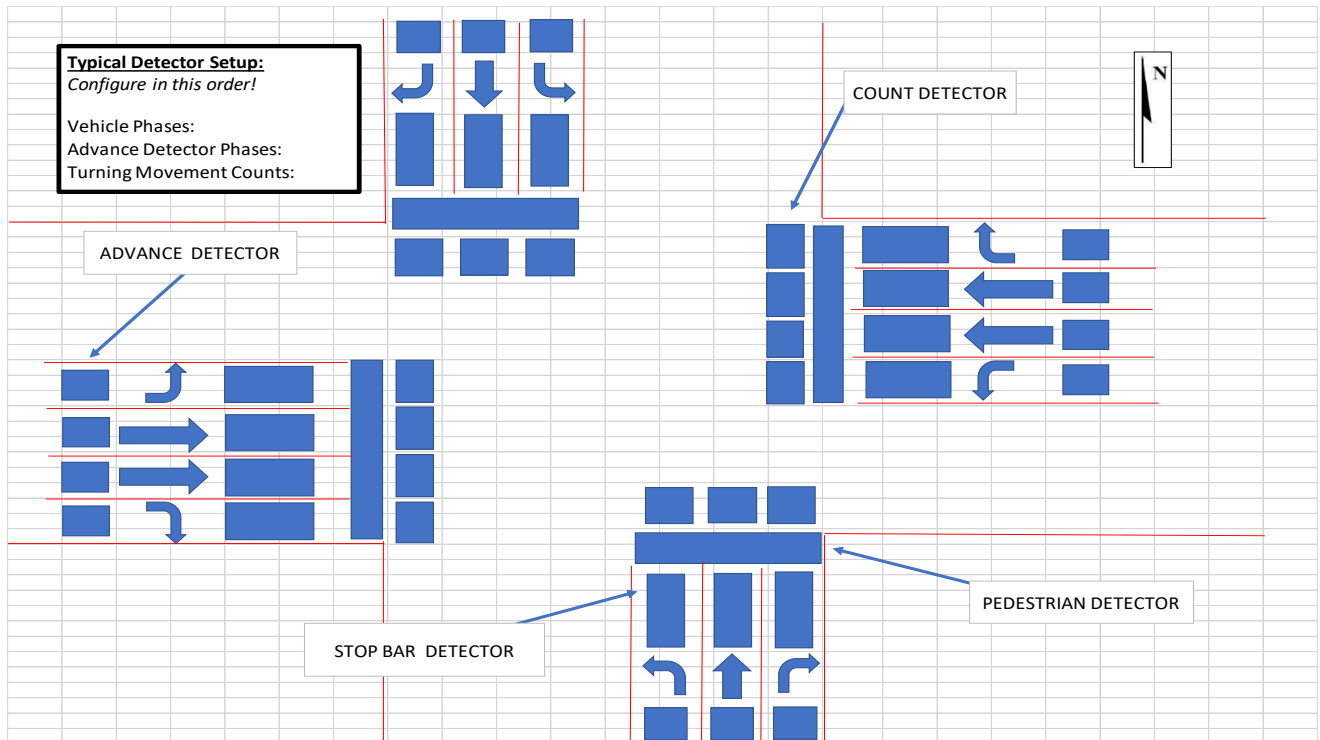 Typical Detector Setup:
Configure in this order!
Vehicle Phases:
Advance Detector Phases:
Turning Movement Counts:
COUNT DETECTOR
N
ADVANCE DETECTOR
PEDESTRIAN DETECTOR
STOP BAR DETECTOR